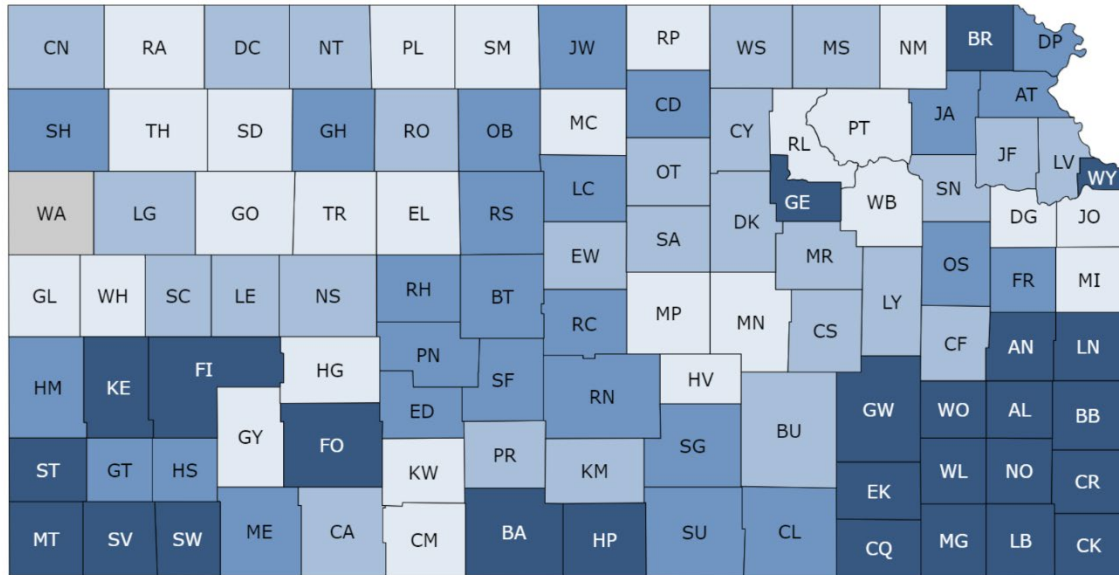 CN RA DC NT PL SM JW RP WS MS NM BR DP
SH TH SD GH RO OB MC CD CY RL PT JA AT
OT LC JF LV WY
WA LG GO TR EL RS SA DK GE WB SN DG JO
GL WH SC LE NS RH BT EW MR OS FR MI
RC MP MN CS LY
HM KE FI HG PN SF RN HV CF AN LN
GY FO ED PR KM SG BU GW WO AL BB
ST GT HS KW EK WL NO CR
MT SV SW ME CA CM BA HP SU CL CQ MG LB CK